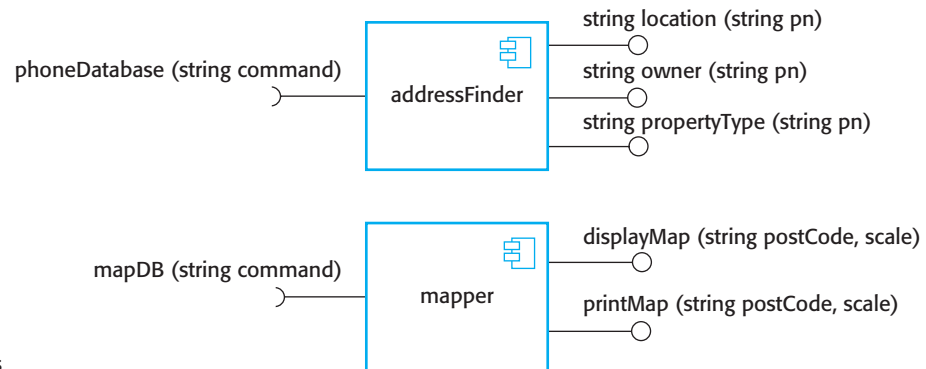 string location (string pn)
phoneDatabase (string command)
addressFinder
string owner (string pn)
string propertyType (string pn)
displayMap (string postCode, scale)
mapDB (string command)
mapper
printMap (string postCode, scale)
s